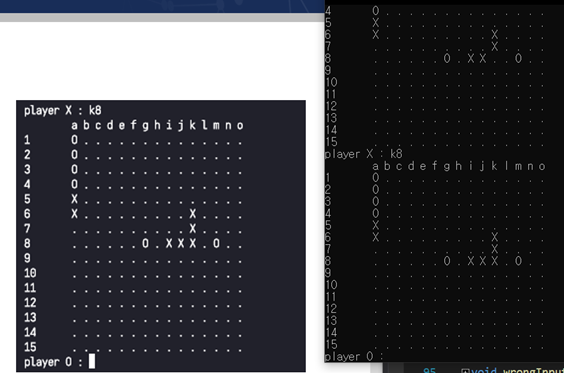 player X : k8
a b c d e f g h i j k l m n o
1 O . . . . . . . . . . . . . .
2 O . . . . . . . . . . . . . .
3 O . . . . . . . . . . . . . .
4 O . . . . . . . . . . . . . .
5 X . . . . . . . . . . . . . .
6 X . . . . . . . . . X . . . .
7 . . . . . . . . . . X . . . .
8 . . . . . . O . X X X . O . .
9 . . . . . . . . . . . . . . .
10 . . . . . . . . . . . . . . .
11 . . . . . . . . . . . . . . .
12 . . . . . . . . . . . . . . .
13 . . . . . . . . . . . . . . .
14 . . . . . . . . . . . . . . .
15 . . . . . . . . . . . . . . .
player O :
4 O . . . . . . . . . . . . . .
5 X . . . . . . . . . . . . . .
6 X . . . . . . . . . X . . . .
7 . . . . . . . . . . X . . . .
8 . . . . . . O . X X . . O . .
9 . . . . . . . . . . . . . . .
10 . . . . . . . . . . . . . . .
11 . . . . . . . . . . . . . . .
12 . . . . . . . . . . . . . . .
13 . . . . . . . . . . . . . . .
14 . . . . . . . . . . . . . . .
15 . . . . . . . . . . . . . . .
player X : k8
a b c d e f g h i j k l m n o
1 O . . . . . . . . . . . . . .
2 O . . . . . . . . . . . . . .
3 O . . . . . . . . . . . . . .
4 O . . . . . . . . . . . . . .
5 X . . . . . . . . . . . . . .
6 X . . . . . . . . . X . . . .
7 . . . . . . . . . . X . . . .
8 . . . . . . O . X X X . O . .
9 . . . . . . . . . . . . . . .
10 . . . . . . . . . . . . . . .
11 . . . . . . . . . . . . . . .
12 . . . . . . . . . . . . . . .
13 . . . . . . . . . . . . . . .
14 . . . . . . . . . . . . . . .
15 . . . . . . . . . . . . . . .
player O :
95 void wrongInput